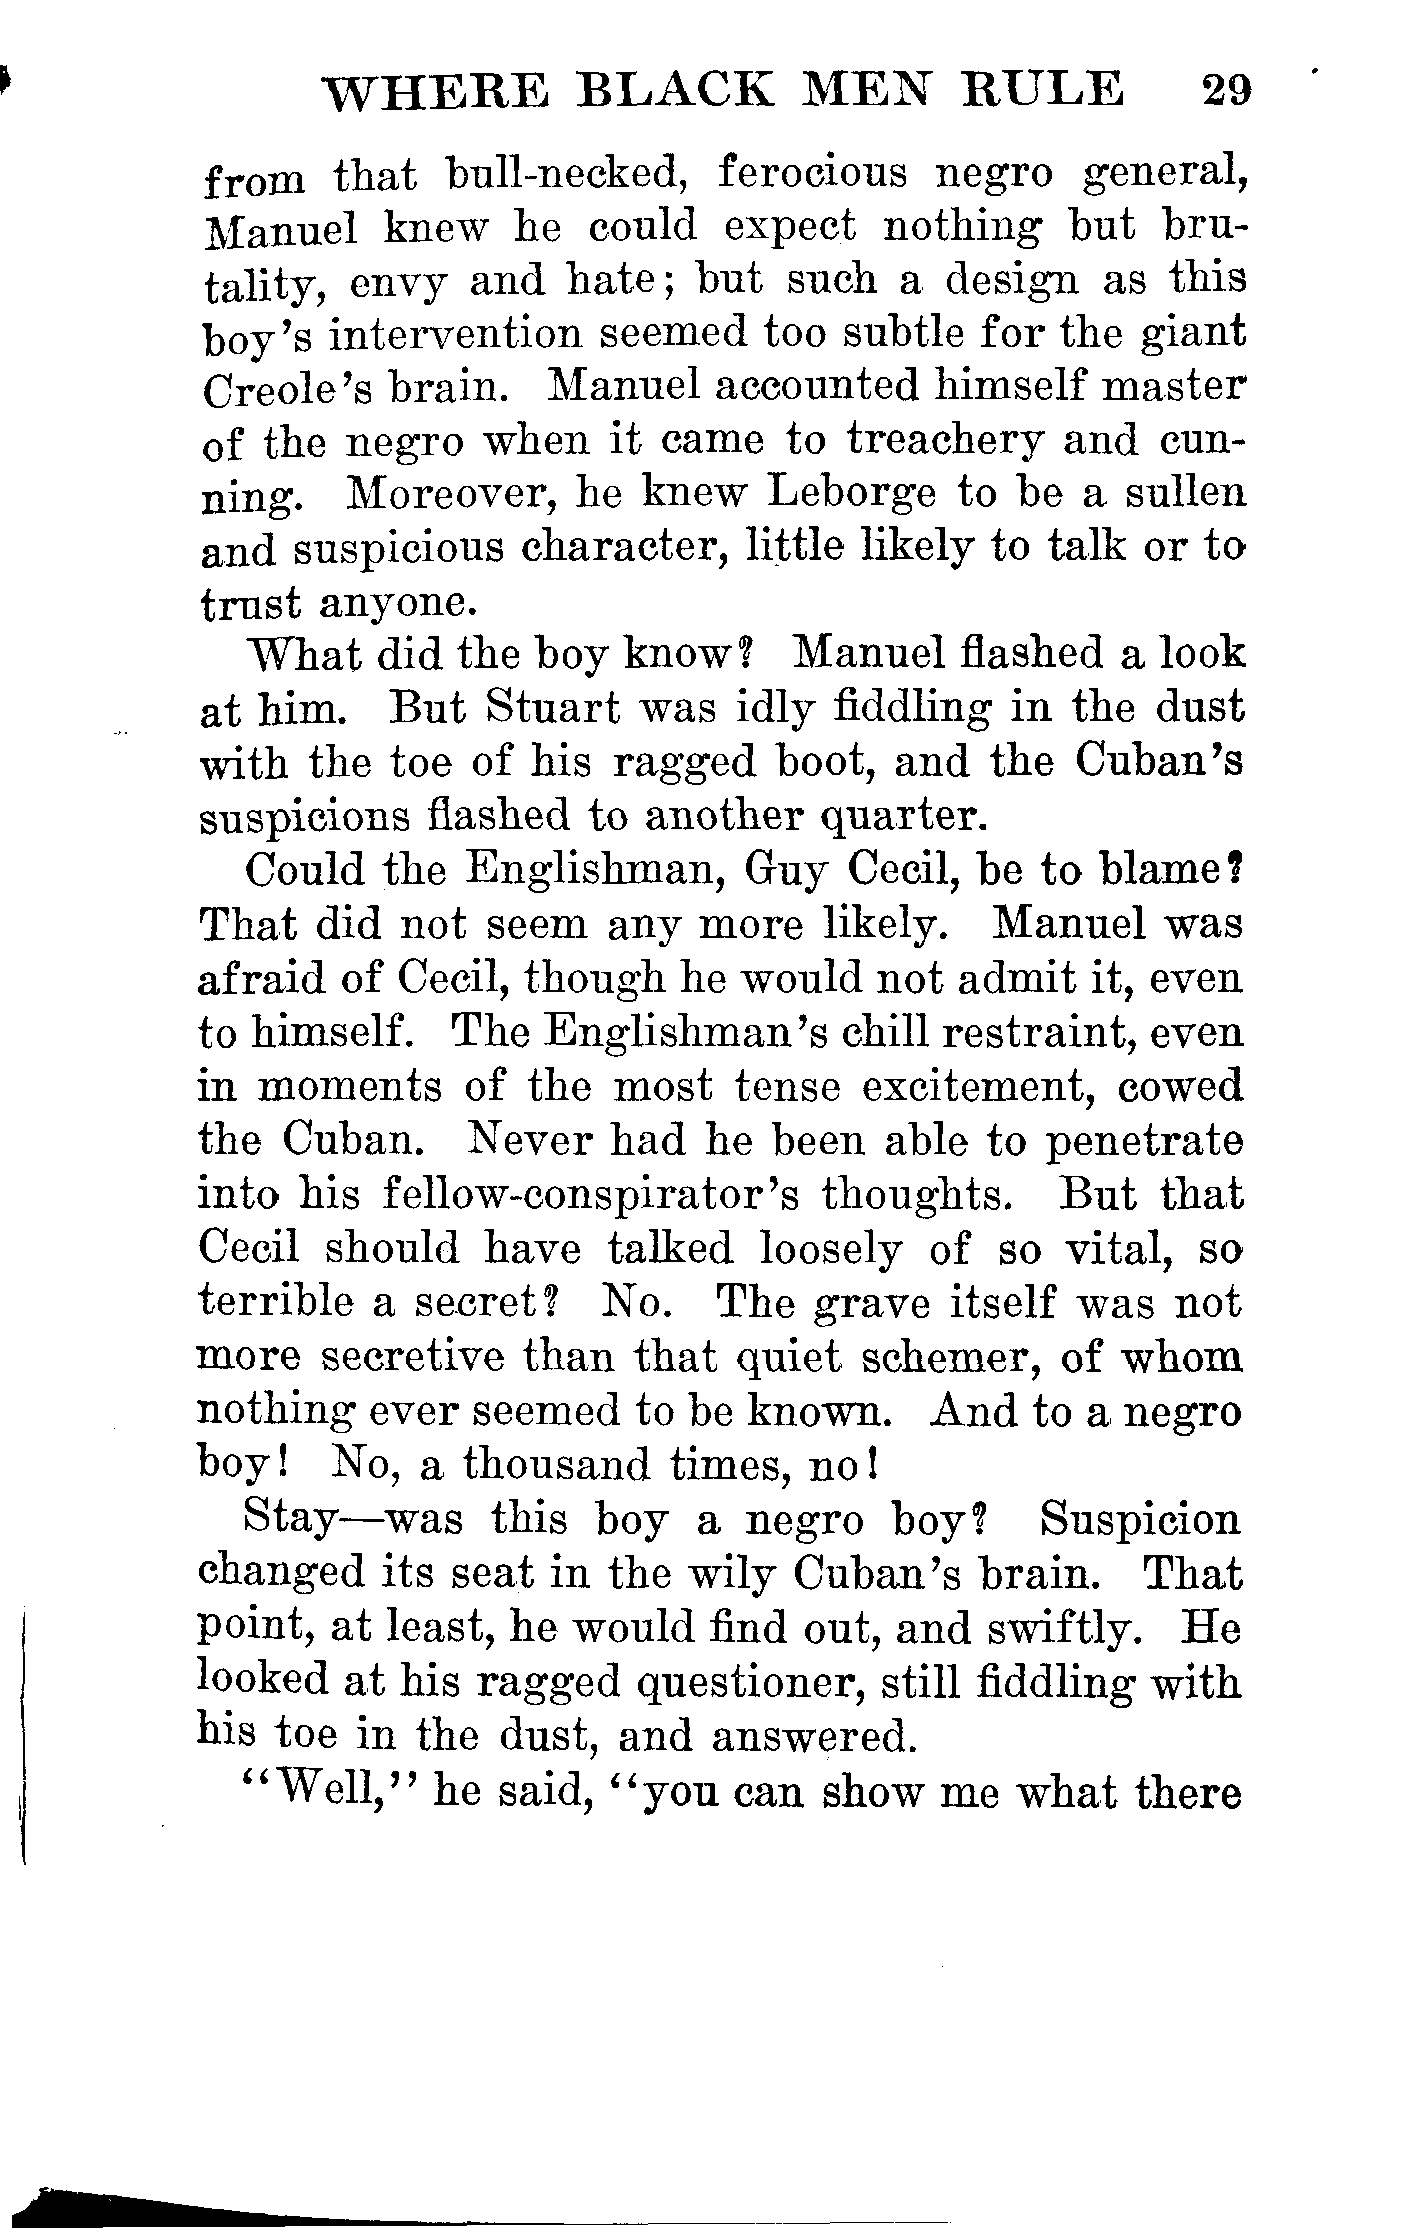 WHERE BLACK MEN RULE 29
from that bull-necked, ferocious negro general,
Manuel knew he could expect nothing but bru-
tality, envy and hate; but such a design as this
boy's intervention seemed too subtle for the giant
Creole's brain. Manuel accounted himself master
of the negro when it came to treachery and cun-
ning. Moreover, he knew Leborge to be a sullen
and suspicious character, little likely to talk or to
trust anyone.
What did the boy know? Manuel flashed a look
at him. But Stuart was idly fiddling in the dust
with the toe of his ragged boot, and the Cuban's
suspicions flashed to another quarter.
Could the Englishman, Guy Cecil, be to blame?
That did not seem any more likely. Manuel was
afraid of Cecil, though he would not admit it, even
to himself. The Englishman's chill restraint, even
in moments of the most tense excitement, cowed
the Cuban. Never had he been able to penetrate
into his fellow-conspirator's thoughts. But that
Cecil should have talked loosely of so vital, so
terrible a secret? No. The grave itself was not
more secretive than that quiet schemer, of whom
nothing ever seemed to be known. And to a negro
boy! No, a thousand times, no!
Stay—was this boy a negro boy? Suspicion
changed its seat in the wily Cuban's brain. That
point, at least, he would find out, and swiftly. He
looked at his ragged questioner, still fiddling with
his toe in the dust, and answered.
"Well," he said, "you can show me what there